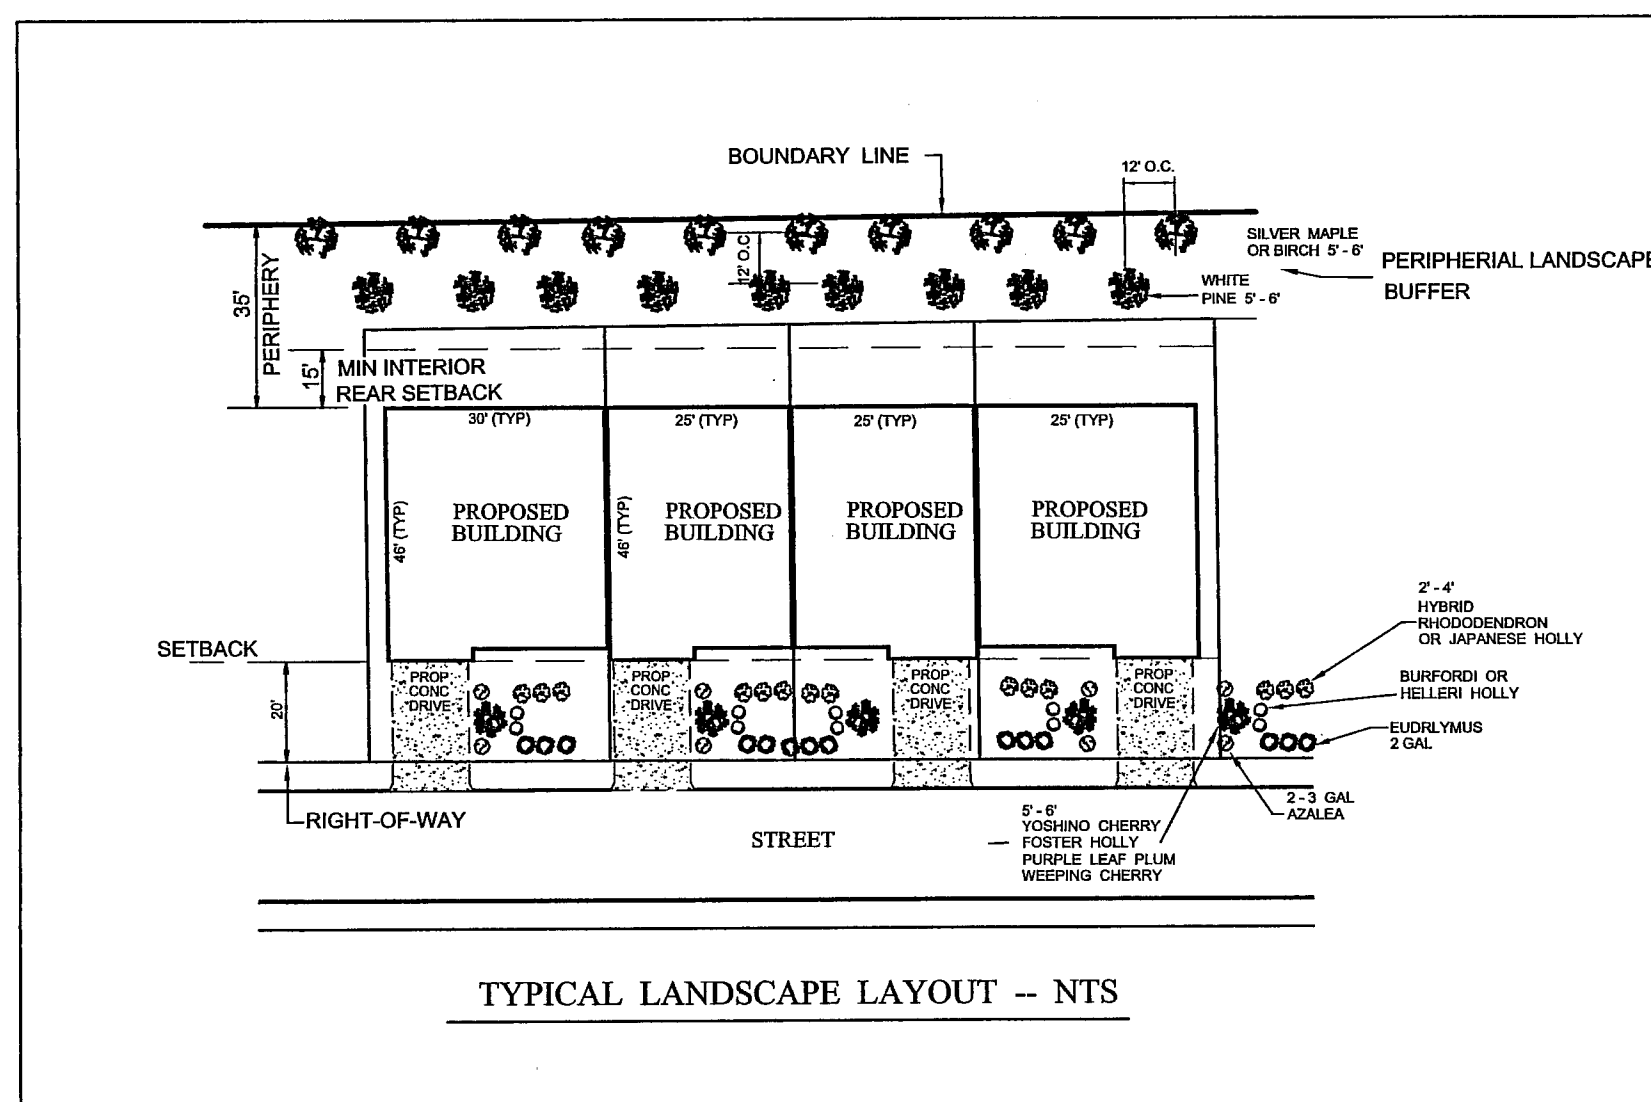 BOUNDARY LINE
12' O.C.
SILVER MAPLE
OR BIRCH 5' - 6'
PERIPHERIAL LANDSCAPE
BUFFER
12' O.C.
WHITE
PINE 5' - 6'
35'
PERIPHERY
15'
MIN INTERIOR
REAR SETBACK
30' (TYP)
25' (TYP)
25' (TYP)
25' (TYP)
46' (TYP)
46' (TYP)
PROPOSED
BUILDING
PROPOSED
BUILDING
PROPOSED
BUILDING
PROPOSED
BUILDING
SETBACK
20'
PROP
CONC
DRIVE
PROP
CONC
DRIVE
PROP
CONC
DRIVE
PROP
CONC
DRIVE
2' - 4'
HYBRID
RHODODENDRON
OR JAPANESE HOLLY
BURFORDI OR
HELLERI HOLLY
EUDRLYMUS
2 GAL
2 - 3 GAL
AZALEA
RIGHT-OF-WAY
STREET
5' - 6'
YOSHINO CHERRY
FOSTER HOLLY
PURPLE LEAF PLUM
WEEPING CHERRY
TYPICAL LANDSCAPE LAYOUT -- NTS